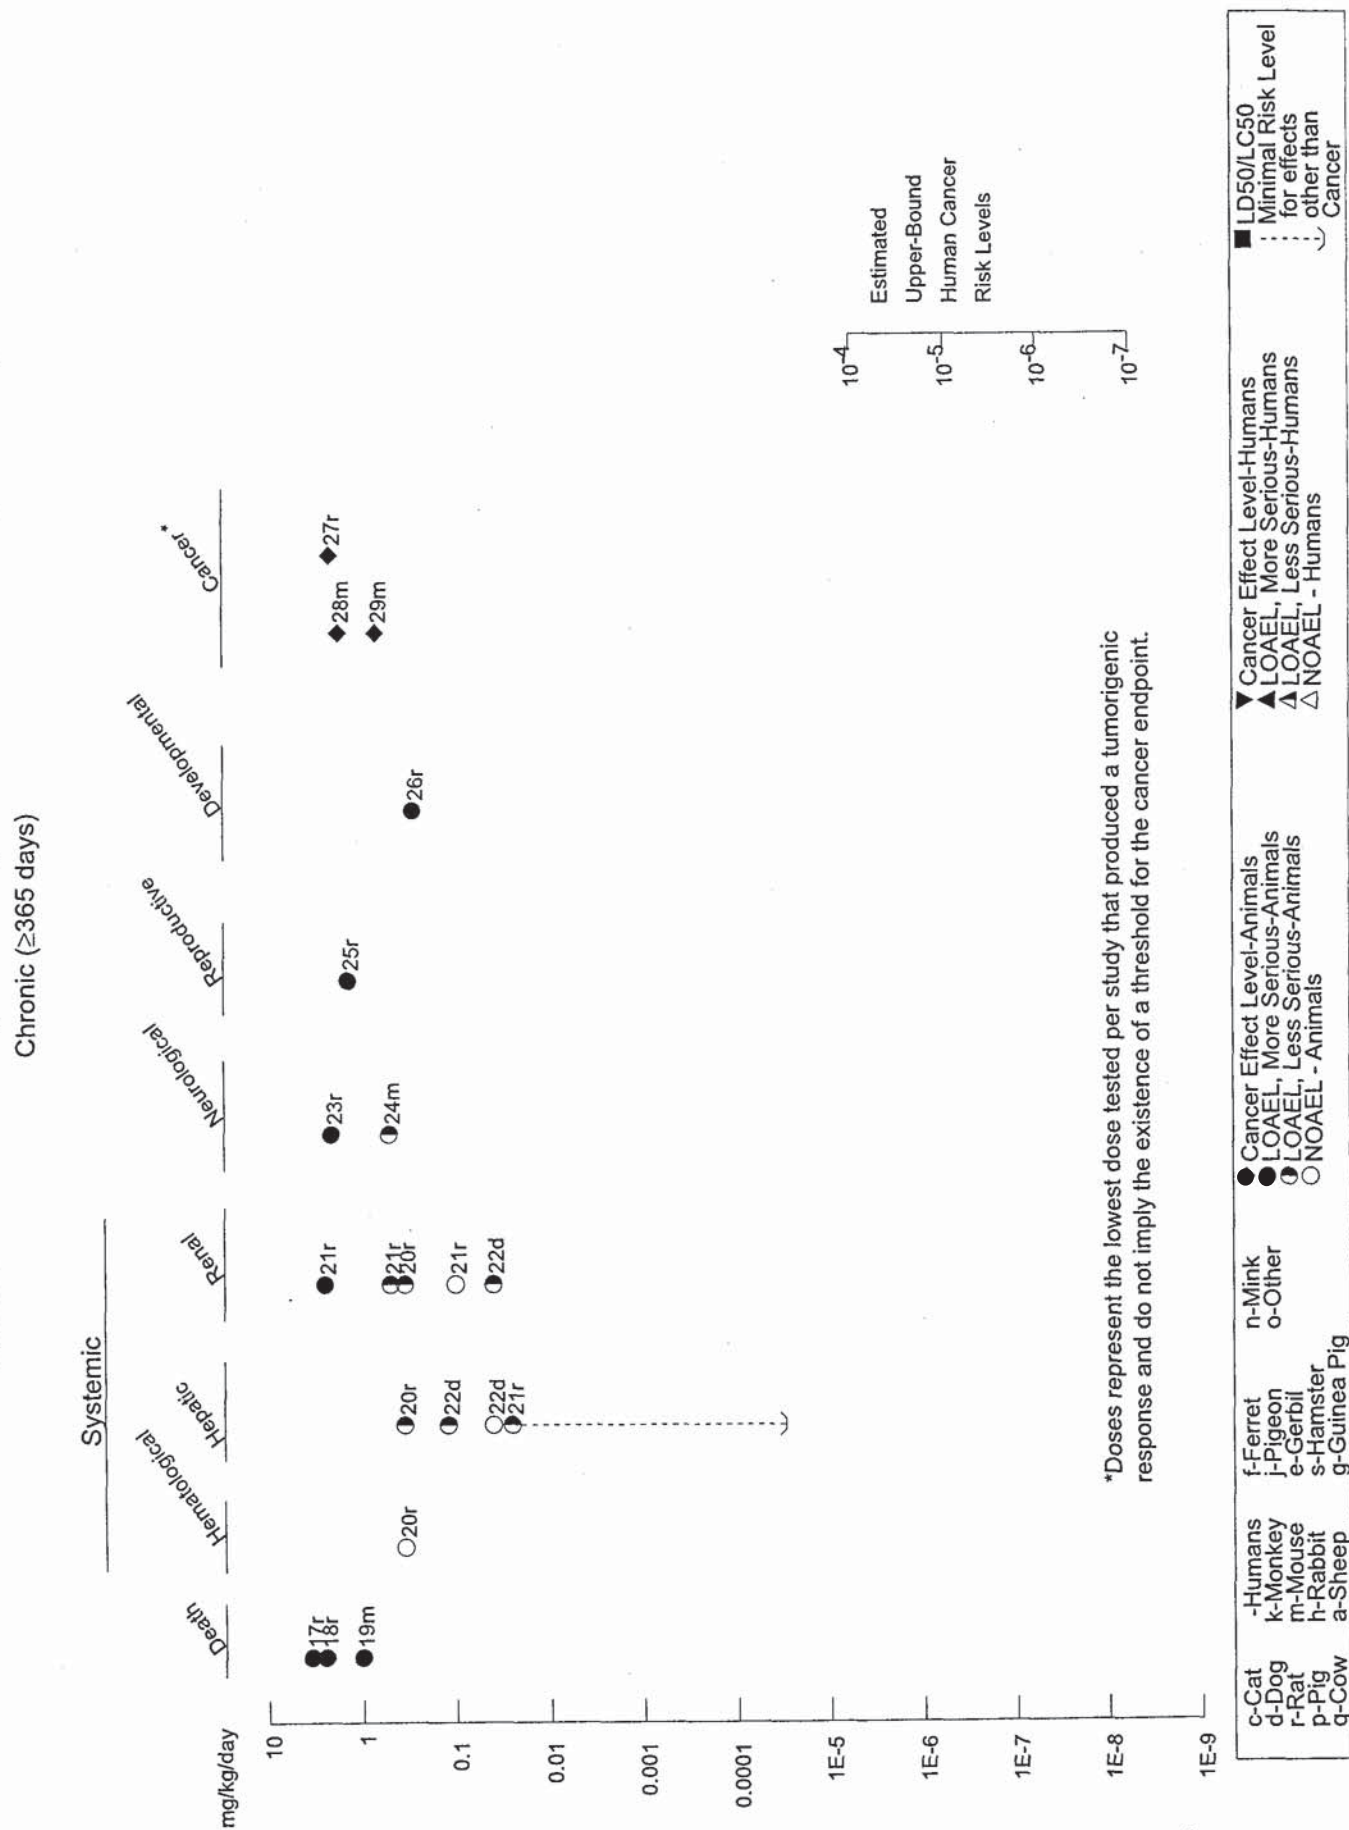 Chronic (≥365 days)
Systemic
mg/kg/day
Death
Hematological
Hepatic
Renal
Neurological
Reproductive
Developmental
Cancer*
10
1
0.1
0.01
0.001
0.0001
1E-5
1E-6
1E-7
1E-8
1E-9
17r
18r
19m
20r
20r
22d
22d
21r
21r
21r
20r
21r
22d
23r
24m
25r
26r
28m
29m
27r
10-4
10-5
10-6
10-7
Estimated
Upper-Bound
Human Cancer
Risk Levels
*Doses represent the lowest dose tested per study that produced a tumorigenic
response and do not imply the existence of a threshold for the cancer endpoint.
c-Cat
d-Dog
r-Rat
p-Pig
q-Cow
-Humans
k-Monkey
m-Mouse
h-Rabbit
a-Sheep
f-Ferret
j-Pigeon
e-Gerbil
s-Hamster
g-Guinea Pig
n-Mink
o-Other
Cancer Effect Level-Animals
LOAEL, More Serious-Animals
LOAEL, Less Serious-Animals
NOAEL - Animals
Cancer Effect Level-Humans
LOAEL, More Serious-Humans
LOAEL, Less Serious-Humans
NOAEL - Humans
LD50/LC50
Minimal Risk Level
for effects
other than
Cancer